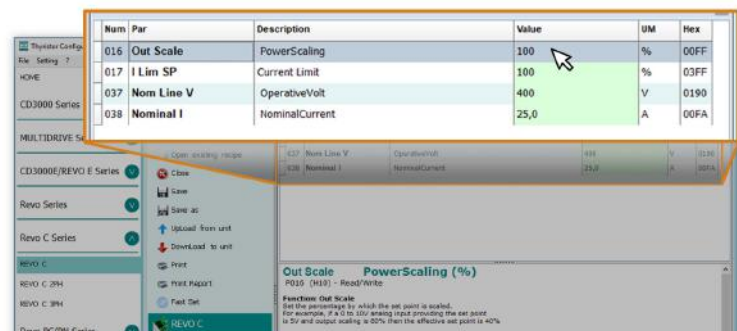 Num Par Description Value UM Hex
016 Out Scale PowerScaling 100 % 00FF
017 I Lim SP Current Limit 100 % 03FF
037 Nom Line V OperativeVolt 400 V 0190
038 Nominal I NominalCurrent 25,0 A 00FA
Thyristor Configu
File Setting ?
HOME
CD3000 Series
MULTIDRIVE Se
CD3000E/REVO E Series
Revo Series
Revo C Series
REVO C
REVO C 2PH
REVO C 3PH
Open existing recipe
Close
Save
Save as
UpLoad from unit
DownLoad to unit
Print
Print Report
Fast Set
REVO C
037 Nom Line V OperativeVolt 400 V 0190
038 Nominal I NominalCurrent 25,0 A 00FA
Out Scale PowerScaling (%)
P016 (H10) - Read/Write
Function: Out Scale
Set the percentage by which the set point is scaled.
For example, if a 0 to 10V analog input providing the set point
is 5V and output scaling is 80% then the effective set point is 40%